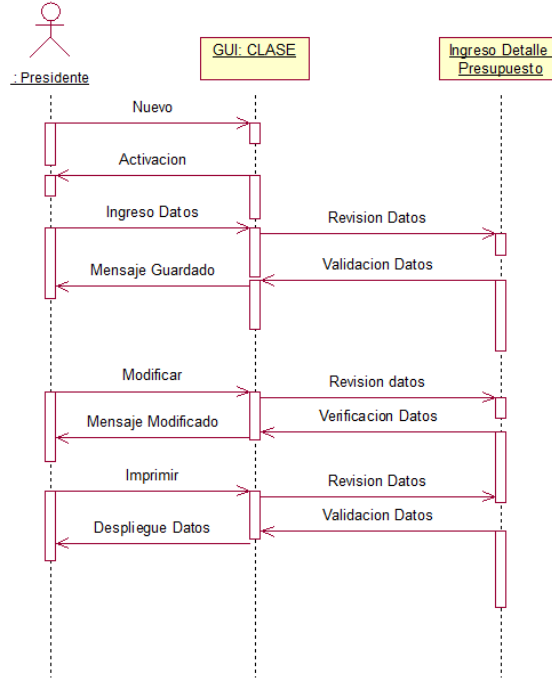 : Presidente
GUI: CLASE
Ingreso Detalle
Presupuesto
Nuevo
Activacion
Ingreso Datos
Revision Datos
Validacion Datos
Mensaje Guardado
Modificar
Revision datos
Verificacion Datos
Mensaje Modificado
Imprimir
Revision Datos
Validacion Datos
Despliegue Datos